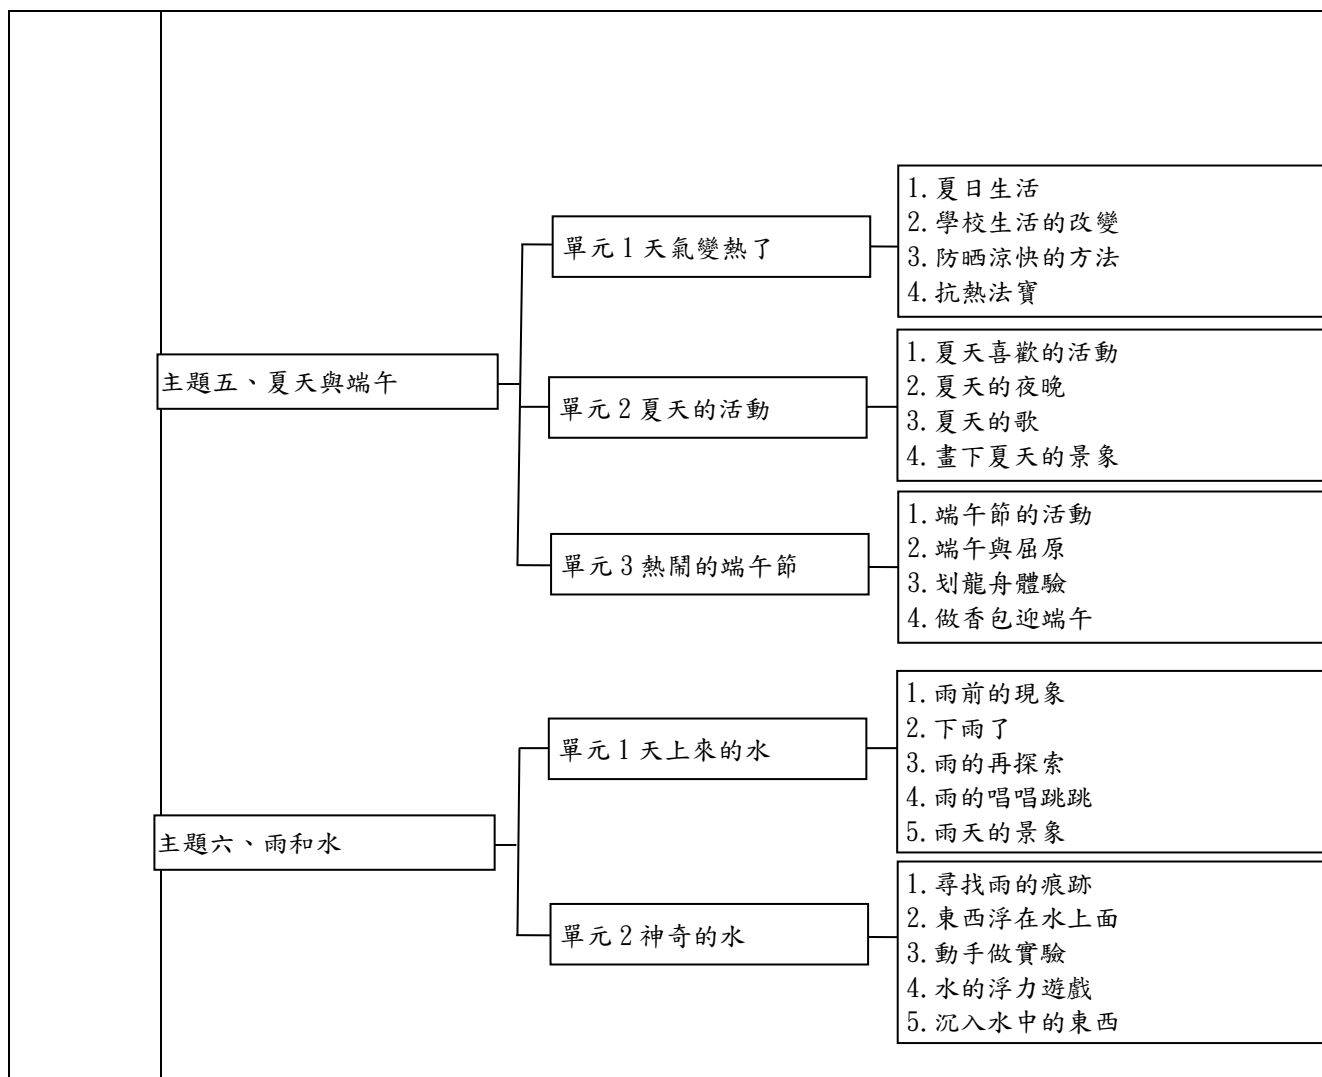 主題五、夏天與端午
單元 1 天氣變熱了
1.夏日生活
2.學校生活的改變
3.防晒涼快的方法
4.抗熱法寶
單元 2 夏天的活動
1.夏天喜歡的活動
2.夏天的夜晚
3.夏天的歌
4.畫下夏天的景象
單元 3 熱鬧的端午節
1.端午節的活動
2.端午與屈原
3.划龍舟體驗
4.做香包迎端午
主題六、雨和水
單元 1 天上來的水
1.雨前的現象
2.下雨了
3.雨的再探索
4.雨的唱唱跳跳
5.雨天的景象
單元 2 神奇的水
1.尋找雨的痕跡
2.東西浮在水上面
3.動手做實驗
4.水的浮力遊戲
5.沉入水中的東西